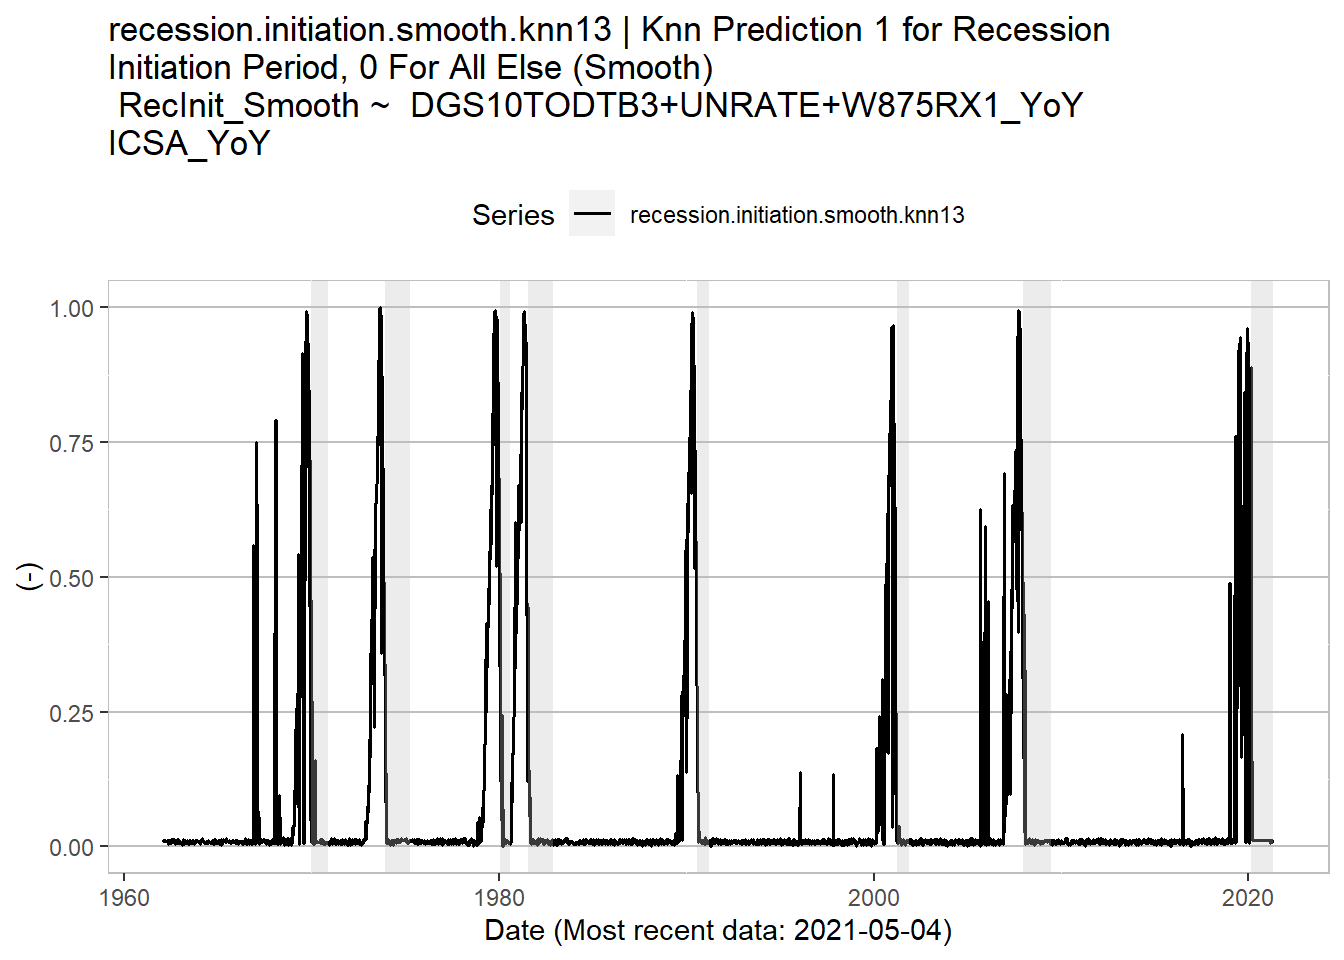 recession.initiation.smooth.knn13 | Knn Prediction 1 for Recession
Initiation Period, 0 For All Else (Smooth)
RecInit_Smooth ~  DGS10TODTB3+UNRATE+W875RX1_YoY
ICSA_YoY
Series
recession.initiation.smooth.knn13
1.00
0.75
0.50
0.25
0.00
(-)
1960
1980
2000
2020
Date (Most recent data: 2021-05-04)